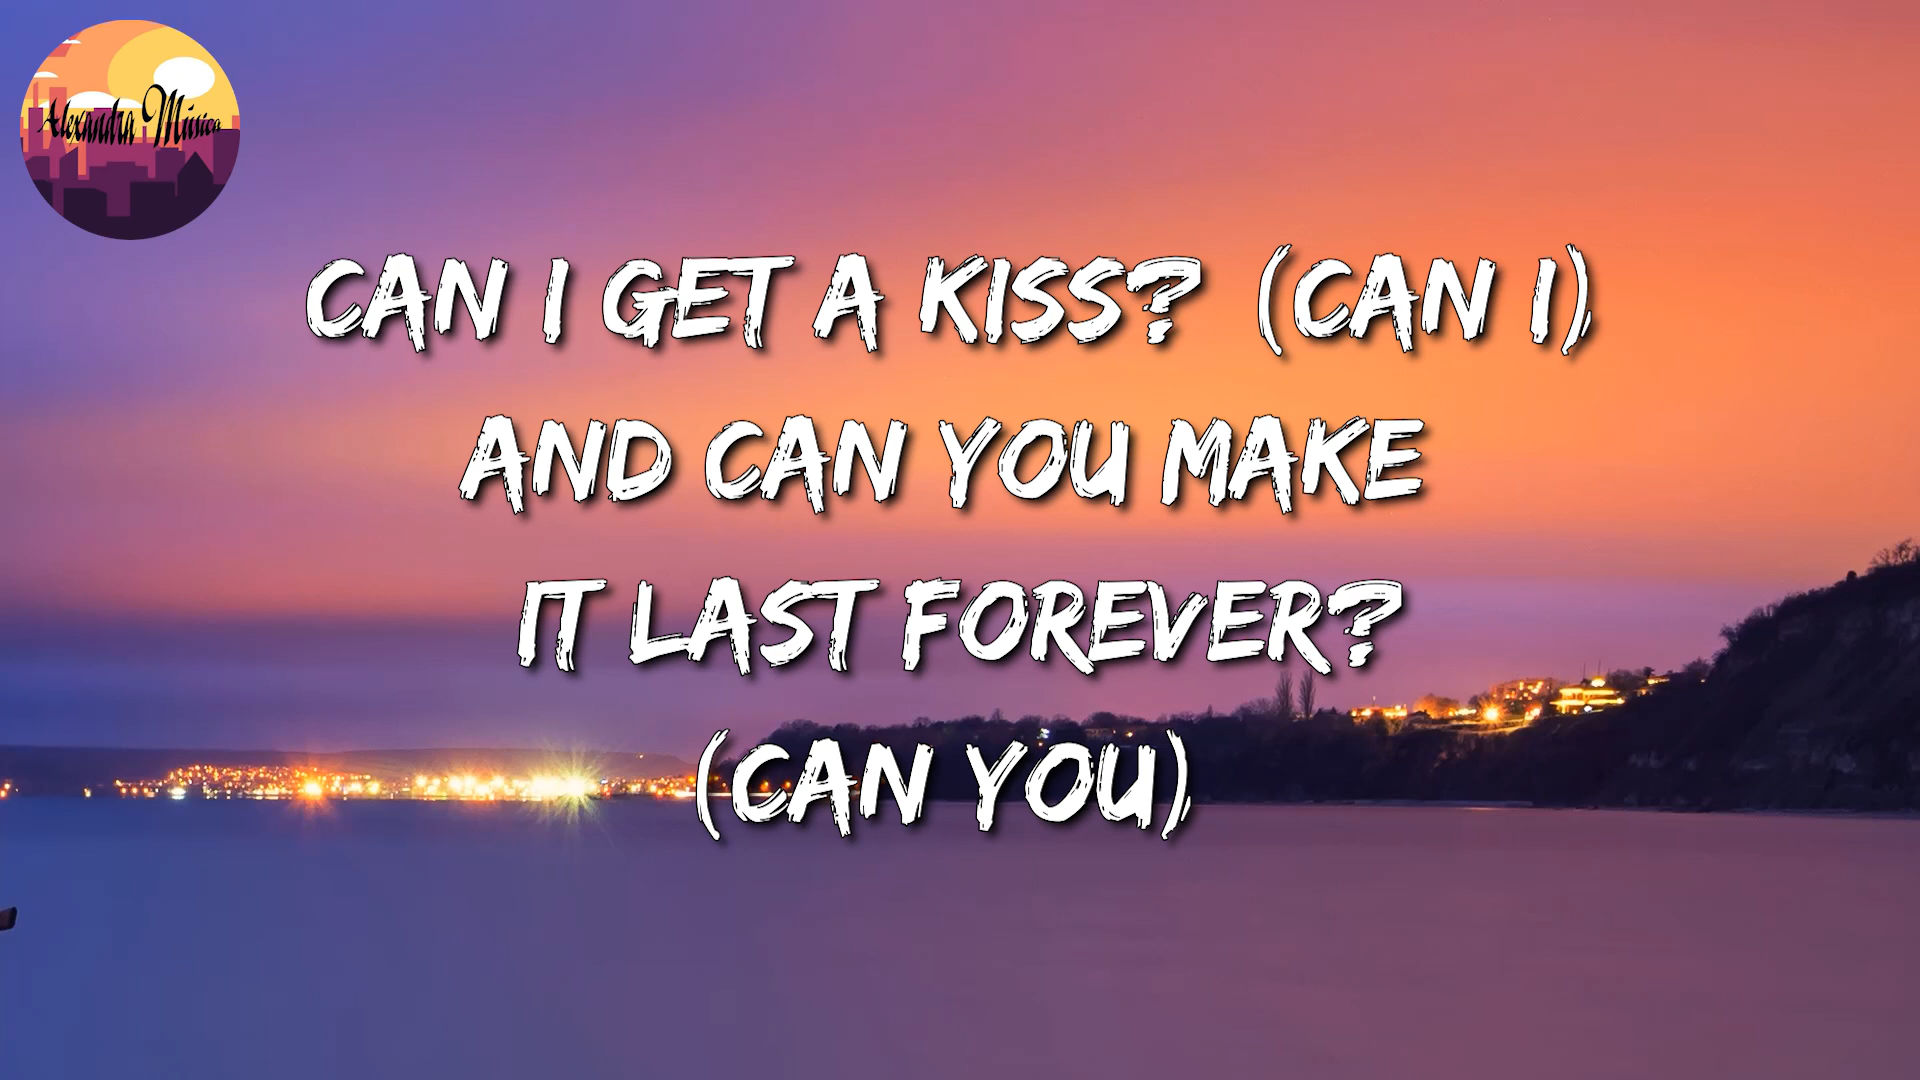 Alexandra Música
CAN I GET A KISS? (CAN I)
AND CAN YOU MAKE
IT LAST FOREVER?
(CAN YOU)